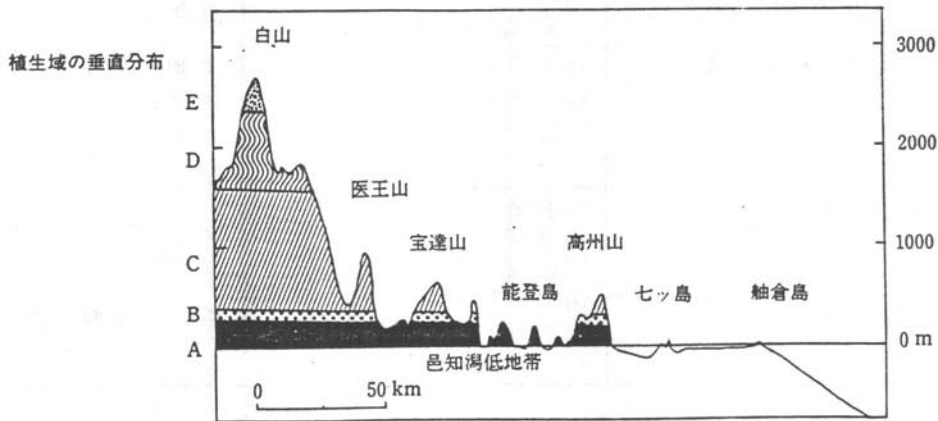 白山
植生域の垂直分布
3000
E
2000
D
医王山
宝達山
高州山
1000
C
能登島
七ッ島
舳倉島
B
A
0 m
邑知潟低地帯
0
50 km